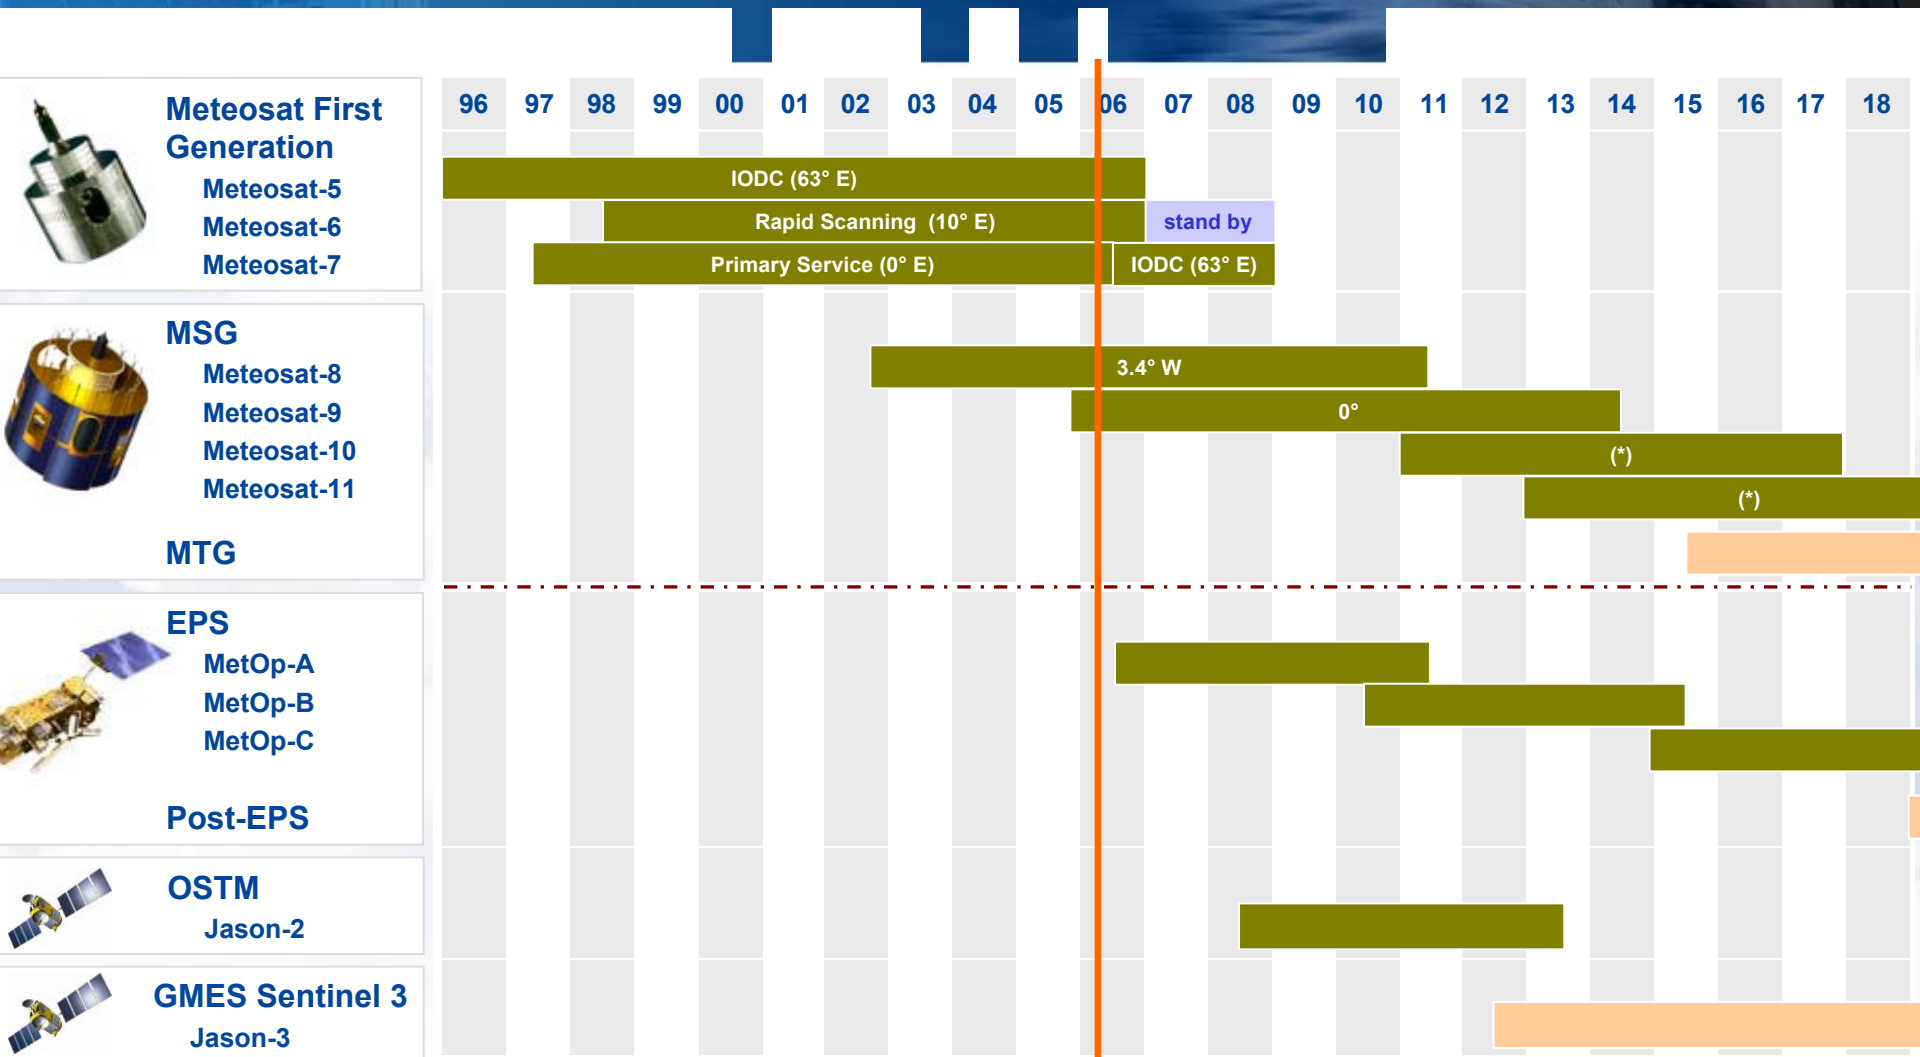 96 97 98 99 00 01 02 03 04 05 06 07 08 09 10 11 12 13 14 15 16 17 18
Meteosat First
Generation
Meteosat-5
IODC (63° E)
Meteosat-6
Rapid Scanning (10° E)
stand by
Meteosat-7
Primary Service (0° E)
IODC (63° E)
MSG
Meteosat-8
3.4° W
Meteosat-9
0°
Meteosat-10
(*)
Meteosat-11
(*)
MTG
EPS
MetOp-A
MetOp-B
MetOp-C
Post-EPS
OSTM
Jason-2
GMES Sentinel 3
Jason-3